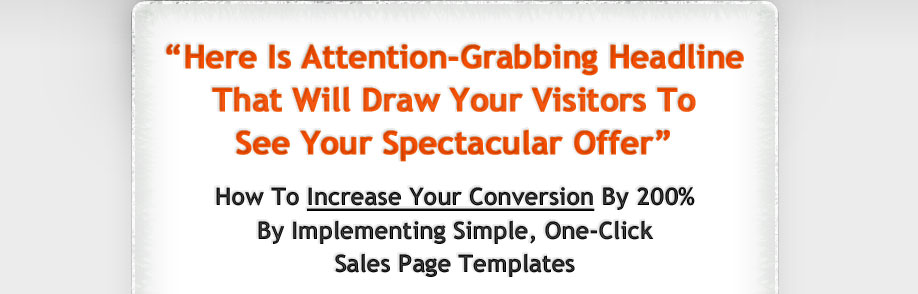 “Here Is Attention-Grabbing Headline
That Will Draw Your Visitors To
See Your Spectacular Offer”
How To Increase Your Conversion By 200%
By Implementing Simple, One-Click
Sales Page Templates